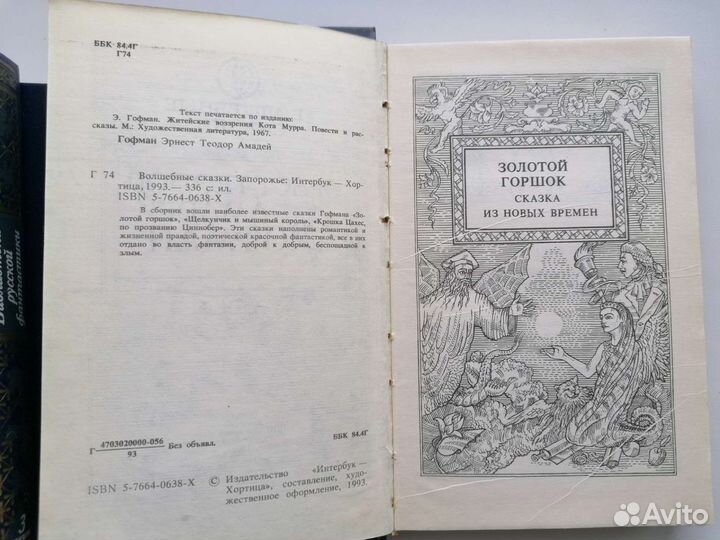 ББК 84.4Г
Г74
Текст печатается по изданию:
Э. Гофман. Житейские воззрения Кота Мурра. Повести и рас-
сказы. М.: Художественная литература, 1967.
Гофман Эрнест Теодор Амадей
Г 74 Волшебные сказки. Запорожье: Интербук — Хор-
тица, 1993.— 336 с: ил.
ISBN 5-7664-0638-X
В сборник вошли наиболее известные сказки Гофмана «Зо-
лотой горшок», «Щелкунчик и мышиный король», «Крошка Цахес,
по прозванию Циннобер». Эти сказки наполнены романтикой и
жизненной правдой, поэтической красочной фантастикой, все в них
отдано во власть фантазии, доброй к добрым, беспощадной к
злым.
Г 4703020000-056 Без объявл. ББК 84.4Г
93
ISBN 5-7664-0638-X © Издательство «Интербук —
Хортица», составление, худо-
жественное оформление, 1993.
ЗОЛОТОЙ
ГОРШОК
СКАЗКА
ИЗ НОВЫХ ВРЕМЕН
Библиотека
русской
фантастики
3
Avito